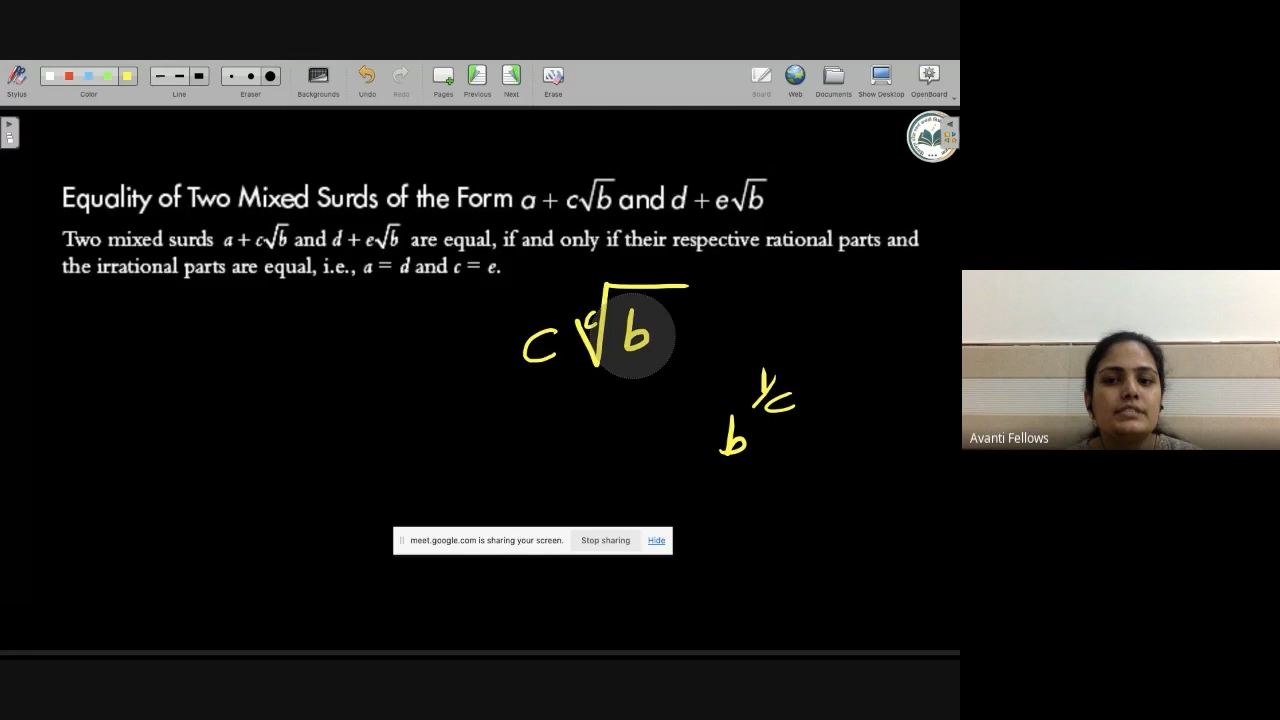 Stylus Color Line Eraser Backgrounds Undo Redo Pages Previous Next Erase Board Web Documents Show Desktop OpenBoard
Equality of Two Mixed Surds of the Form a + c√b and d + e√b
Two mixed surds a + c√b and d + e√b are equal, if and only if their respective rational parts and
the irrational parts are equal, i.e., a = d and c = e.
c ᶜ√b
b^1/c
Avanti Fellows
meet.google.com is sharing your screen. Stop sharing Hide